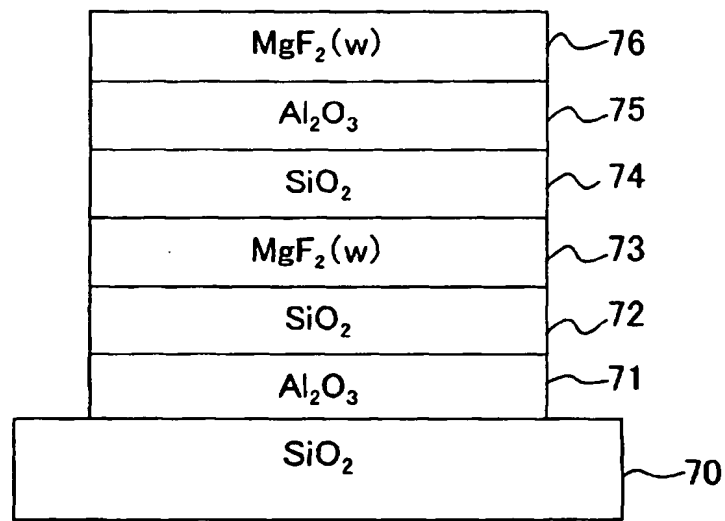 MgF₂(w) 76
Al₂O₃ 75
SiO₂ 74
MgF₂(w) 73
SiO₂ 72
Al₂O₃ 71
SiO₂ 70